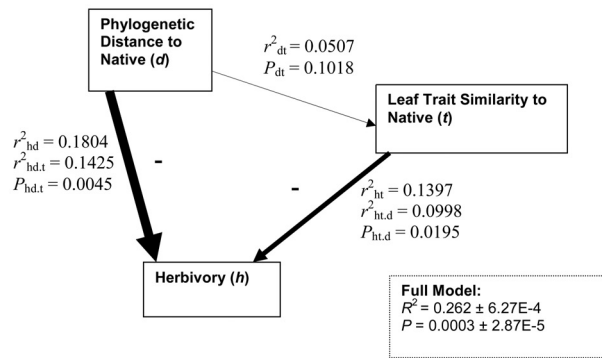 Phylogenetic
Distance to
Native (d)
r²dt = 0.0507
Pdt = 0.1018
Leaf Trait Similarity to
Native (t)
r²hd = 0.1804
r²hd.t = 0.1425
Phd.t = 0.0045
-
-
r²ht = 0.1397
r²ht.d = 0.0998
Pht.d = 0.0195
Herbivory (h)
Full Model:
R² = 0.262 ± 6.27E-4
P = 0.0003 ± 2.87E-5